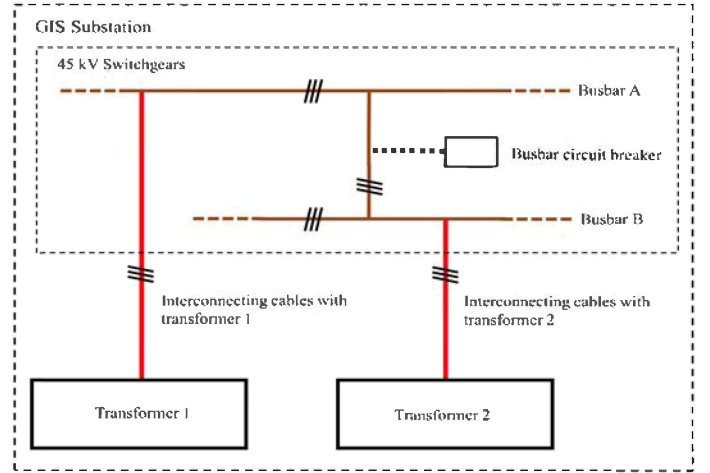 GIS Substation
45 kV Switchgears
Busbar A
Busbar circuit breaker
Busbar B
Interconnecting cables with
transformer 1
Interconnecting cables with
transformer 2
Transformer 1
Transformer 2